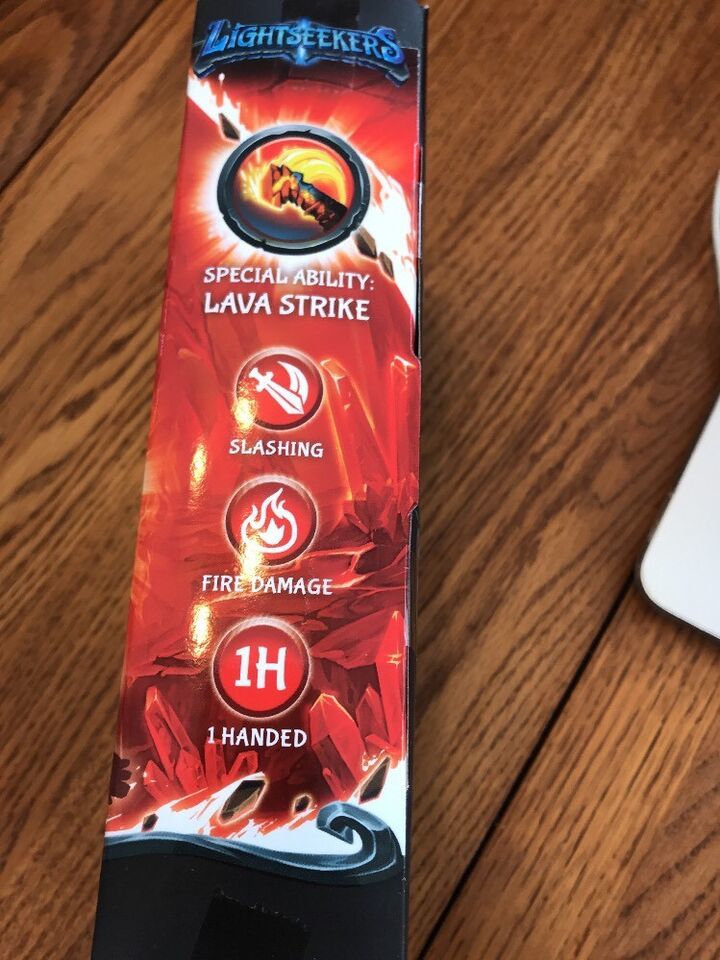 LIGHTSEEKERS
SPECIAL ABILITY:
LAVA STRIKE
SLASHING
FIRE DAMAGE
1H
1 HANDED